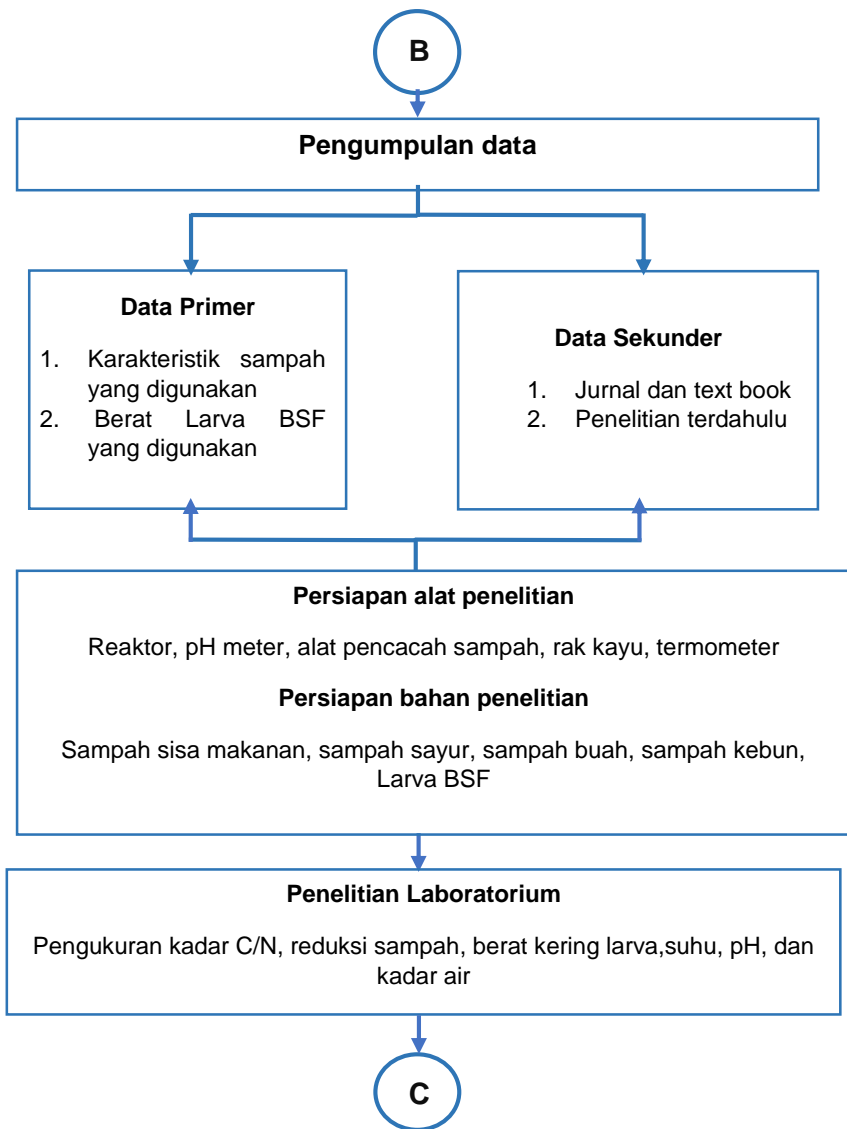 B
Pengumpulan data
Data Primer
1. Karakteristik sampah
yang digunakan
2. Berat Larva BSF
yang digunakan
Data Sekunder
1. Jurnal dan text book
2. Penelitian terdahulu
Persiapan alat penelitian
Reaktor, pH meter, alat pencacah sampah, rak kayu, termometer
Persiapan bahan penelitian
Sampah sisa makanan, sampah sayur, sampah buah, sampah kebun,
Larva BSF
Penelitian Laboratorium
Pengukuran kadar C/N, reduksi sampah, berat kering larva,suhu, pH, dan
kadar air
C